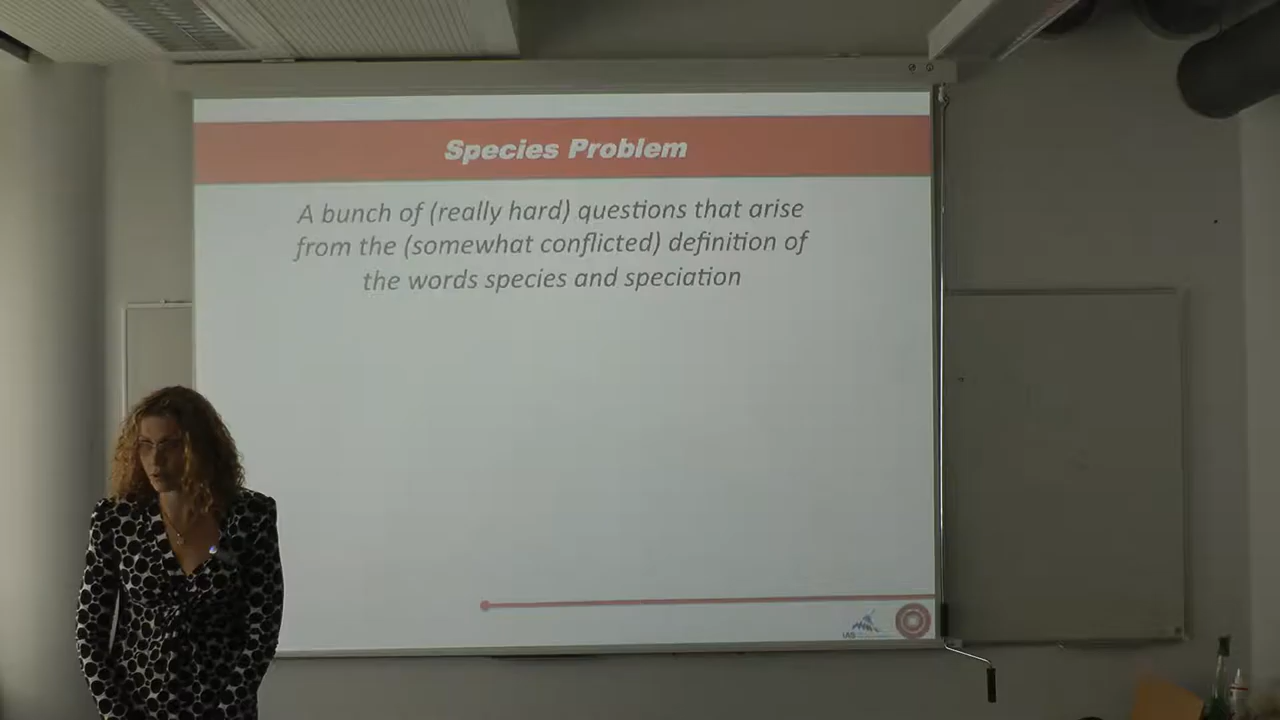 Species Problem
A bunch of (really hard) questions that arise
from the (somewhat conflicted) definition of
the words species and speciation
IAS